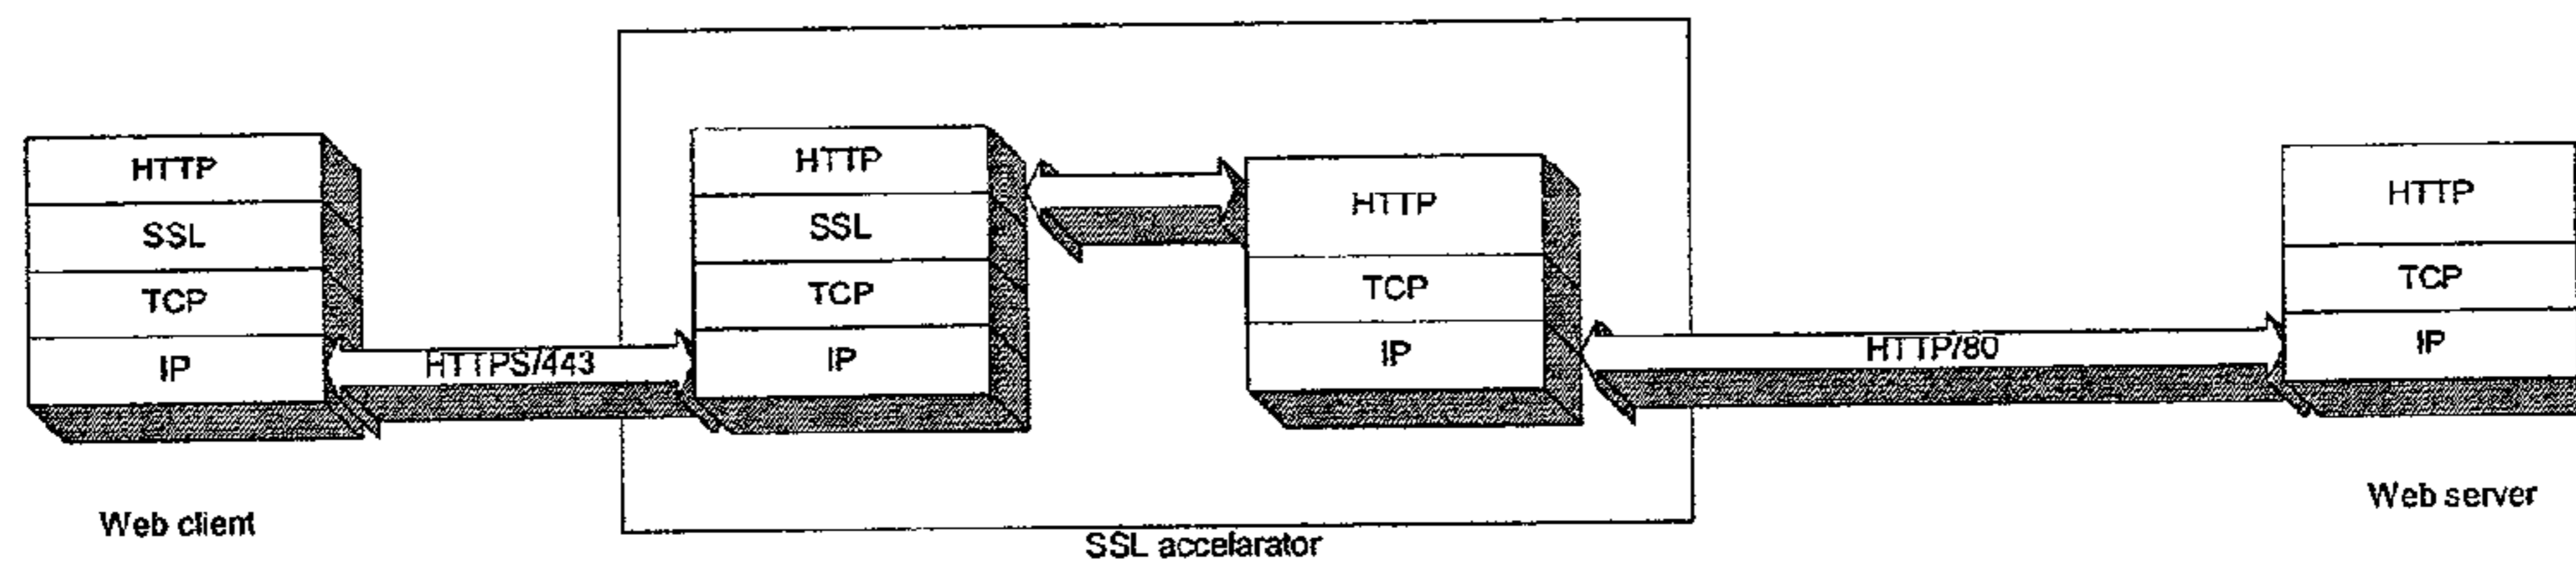 HTTP
SSL
TCP
IP
HTTPS/443
HTTP
SSL
TCP
IP
HTTP
TCP
IP
HTTP/80
HTTP
TCP
IP
Web client
SSL accelarator
Web server